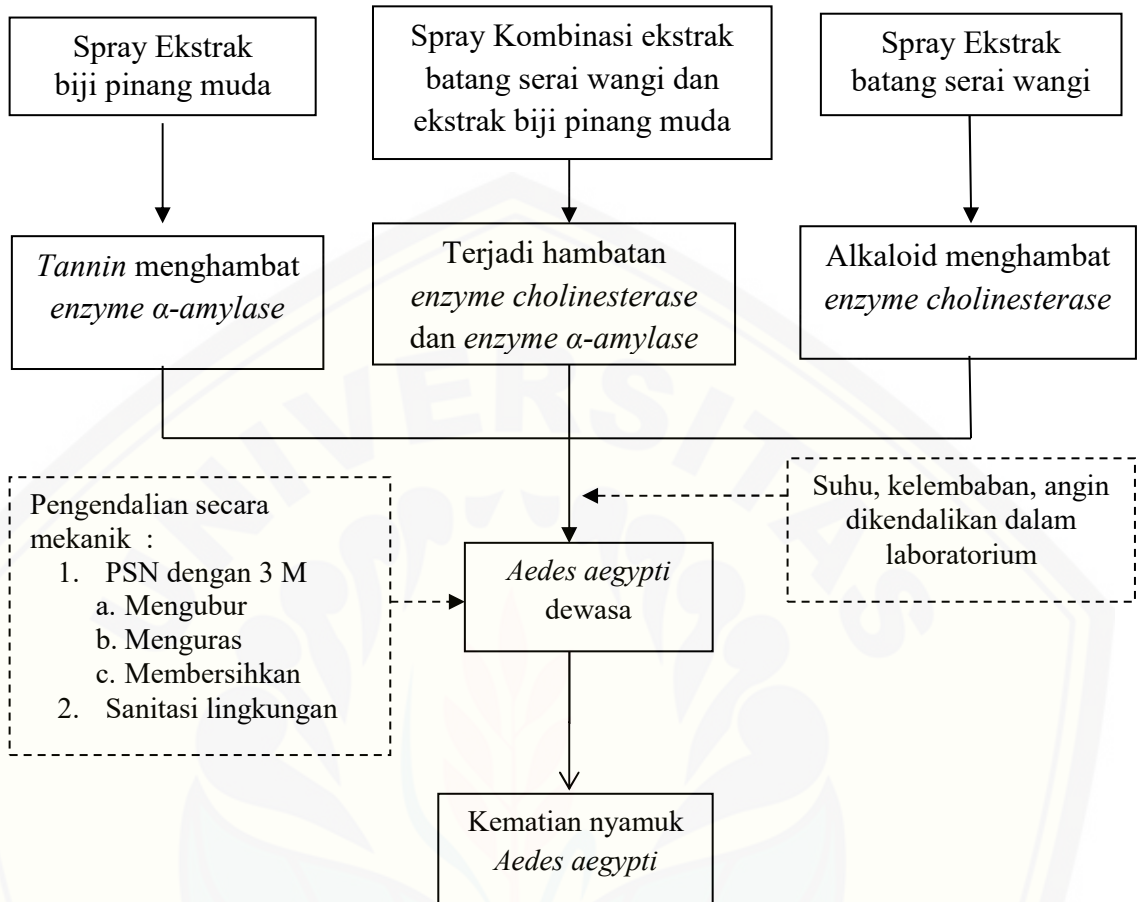 Spray Ekstrak
biji pinang muda
Spray Kombinasi ekstrak
batang serai wangi dan
ekstrak biji pinang muda
Spray Ekstrak
batang serai wangi
Tannin menghambat
enzyme α-amylase
Terjadi hambatan
enzyme cholinesterase
dan enzyme α-amylase
Alkaloid menghambat
enzyme cholinesterase
UNIVERSITAS
Pengendalian secara
mekanik :
1. PSN dengan 3 M
a. Mengubur
b. Menguras
c. Membersihkan
2. Sanitasi lingkungan
Suhu, kelembaban, angin
dikendalikan dalam
laboratorium
Aedes aegypti
dewasa
Kematian nyamuk
Aedes aegypti